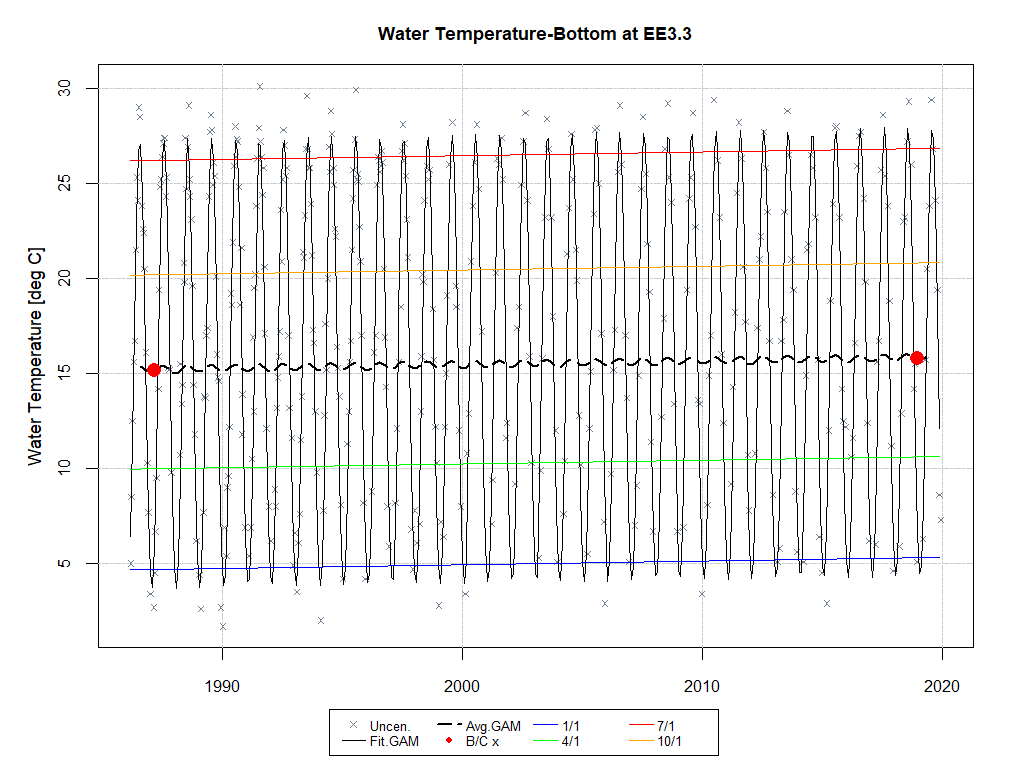 Water Temperature-Bottom at EE3.3
Water Temperature [deg C]
30
25
20
15
10
5
1990 2000 2010 2020
Uncen. Avg.GAM 1/1 7/1
Fit.GAM B/C x 4/1 10/1